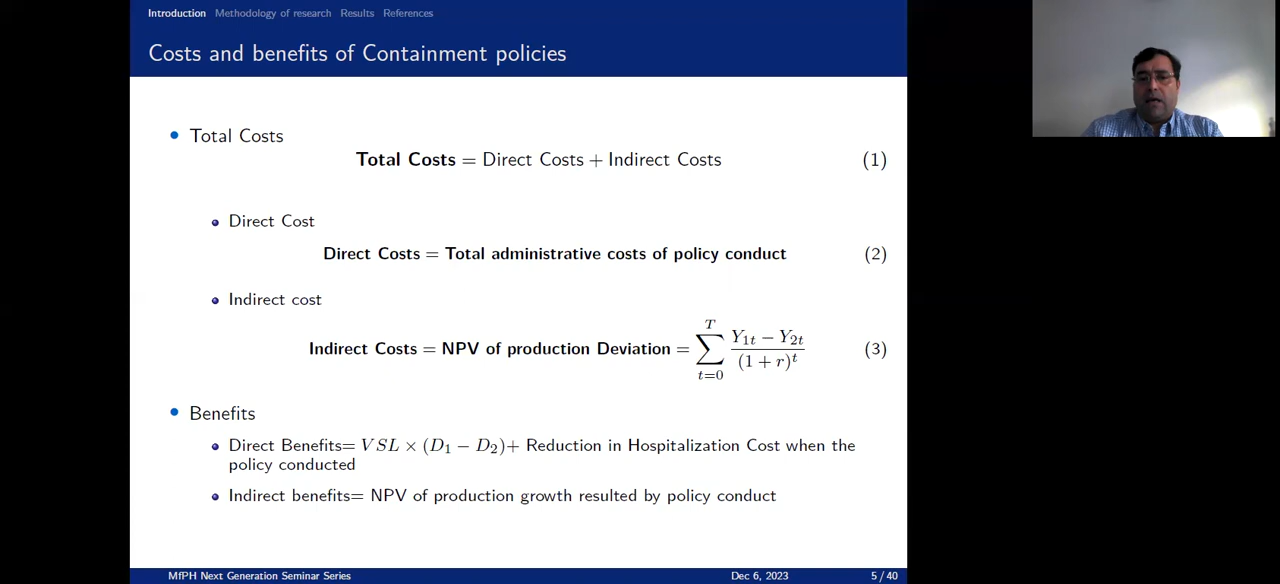 Introduction Methodology of research Results References
Costs and benefits of Containment policies
• Total Costs
Total Costs = Direct Costs + Indirect Costs (1)
• Direct Cost
Direct Costs = Total administrative costs of policy conduct (2)
• Indirect cost
Indirect Costs = NPV of production Deviation = ∑_{t=0}^{T} \frac{Y_{1t} − Y_{2t}}{(1 + r)^t} (3)
• Benefits
• Direct Benefits= VSL × (D₁ − D₂)+ Reduction in Hospitalization Cost when the
policy conducted
• Indirect benefits= NPV of production growth resulted by policy conduct
MfPH Next Generation Seminar Series Dec 6, 2023 5 / 40